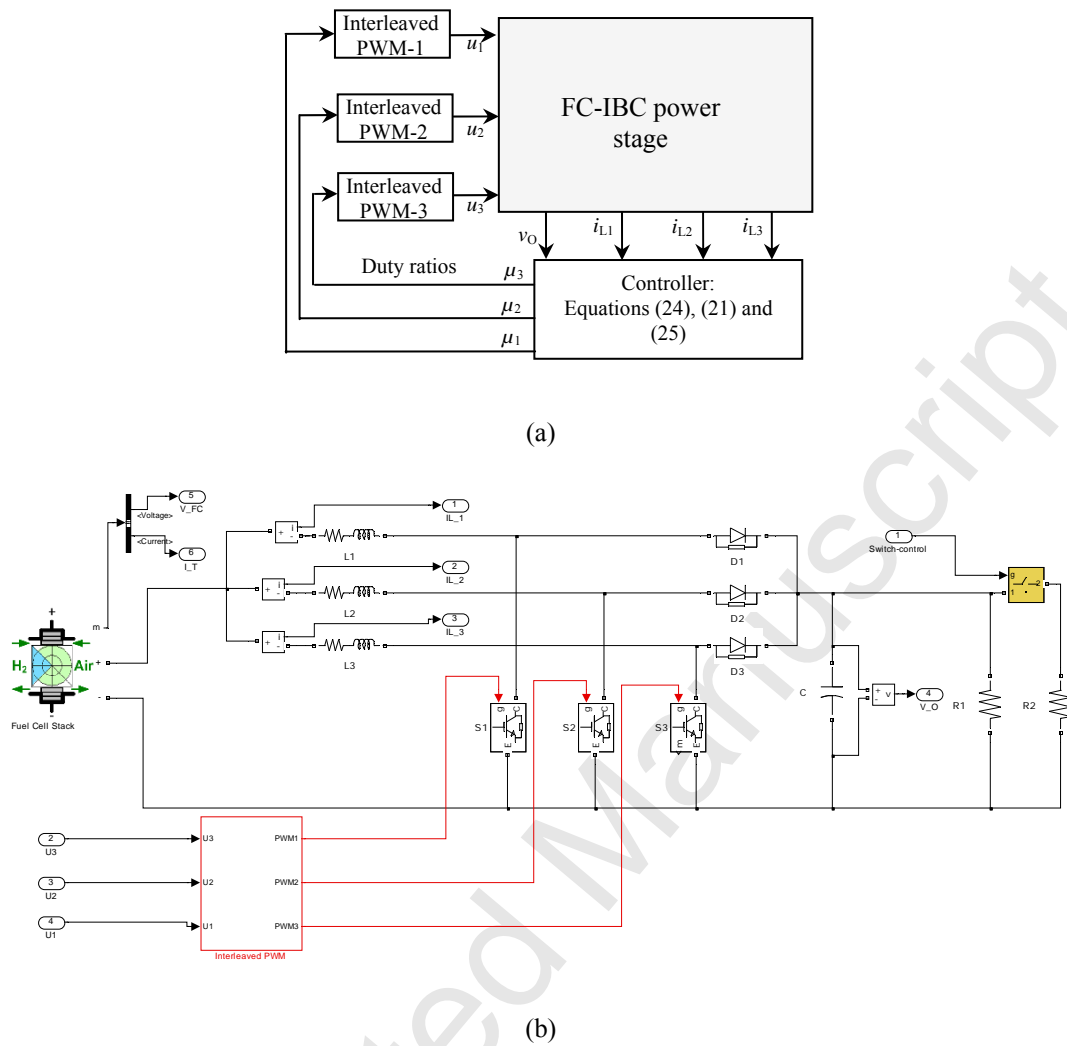 Interleaved
PWM-1
u1
Interleaved
PWM-2
u2
Interleaved
PWM-3
u3
FC-IBC power
stage
vO
iL1
iL2
iL3
Duty ratios
μ3
μ2
μ1
Controller:
Equations (24), (21) and
(25)
(a)
5
V_FC
<Voltage>
<Current>
6
I_T
m
+
+
-
-
H2
Air
Fuel Cell Stack
+
-
i
1
IL_1
L1
D1
+
-
i
2
IL_2
L2
D2
+
-
i
3
IL_3
L3
D3
1
Switch-control
g
1
2
S1
g
C
E
S2
g
C
E
S3
g
C
E
C
+
-
v
4
V_O
R1
R2
2
U3
3
U2
4
U1
U3
PWM1
U2
PWM2
U1
PWM3
Interleaved PWM
(b)
ted Manuscript